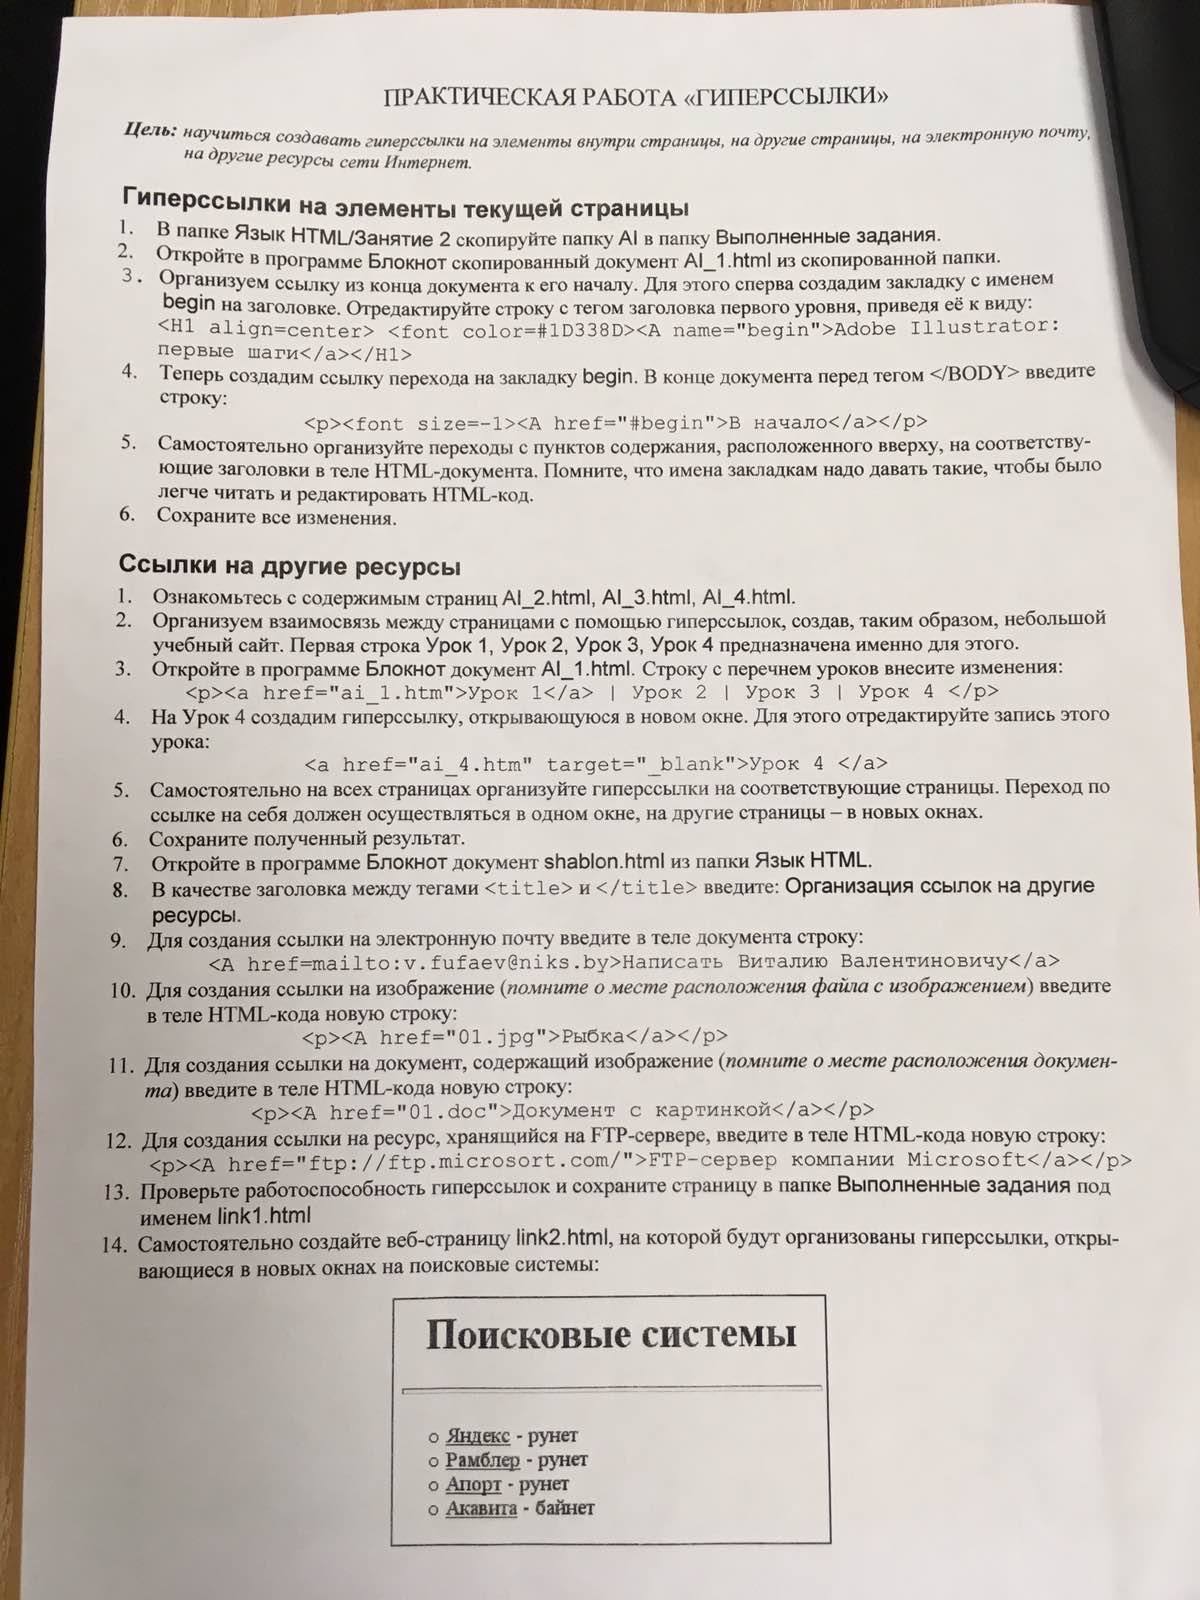 ПРАКТИЧЕСКАЯ РАБОТА «ГИПЕРССЫЛКИ»
Цель: научиться создавать гиперссылки на элементы внутри страницы, на другие страницы, на электронную почту,
на другие ресурсы сети Интернет.
Гиперссылки на элементы текущей страницы
1. В папке Язык HTML/Занятие 2 скопируйте папку AI в папку Выполненные задания.
2. Откройте в программе Блокнот скопированный документ AI_1.html из скопированной папки.
3. Организуем ссылку из конца документа к его началу. Для этого сперва создадим закладку с именем
begin на заголовке. Отредактируйте строку с тегом заголовка первого уровня, приведя её к виду:
<H1 align=center> <font color=#1D338D><A name="begin">Adobe Illustrator:
первые шаги</a></H1>
4. Теперь создадим ссылку перехода на закладку begin. В конце документа перед тегом </BODY> введите
строку:
<p><font size=-1><A href="#begin">В начало</a></p>
5. Самостоятельно организуйте переходы с пунктов содержания, расположенного вверху, на соответству-
ющие заголовки в теле HTML-документа. Помните, что имена закладкам надо давать такие, чтобы было
легче читать и редактировать HTML-код.
6. Сохраните все изменения.
Ссылки на другие ресурсы
1. Ознакомьтесь с содержимым страниц AI_2.html, AI_3.html, AI_4.html.
2. Организуем взаимосвязь между страницами с помощью гиперссылок, создав, таким образом, небольшой
учебный сайт. Первая строка Урок 1, Урок 2, Урок 3, Урок 4 предназначена именно для этого.
3. Откройте в программе Блокнот документ AI_1.html. Строку с перечнем уроков внесите изменения:
<p><a href="ai_1.htm">Урок 1</a> | Урок 2 | Урок 3 | Урок 4 </p>
4. На Урок 4 создадим гиперссылку, открывающуюся в новом окне. Для этого отредактируйте запись этого
урока:
<a href="ai_4.htm" target="_blank">Урок 4 </a>
5. Самостоятельно на всех страницах организуйте гиперссылки на соответствующие страницы. Переход по
ссылке на себя должен осуществляться в одном окне, на другие страницы – в новых окнах.
6. Сохраните полученный результат.
7. Откройте в программе Блокнот документ shablon.html из папки Язык HTML.
8. В качестве заголовка между тегами <title> и </title> введите: Организация ссылок на другие
ресурсы.
9. Для создания ссылки на электронную почту введите в теле документа строку:
<A href=mailto:v.fufaev@niks.by>Написать Виталию Валентиновичу</a>
10. Для создания ссылки на изображение (помните о месте расположения файла с изображением) введите
в теле HTML-кода новую строку:
<p><A href="01.jpg">Рыбка</a></p>
11. Для создания ссылки на документ, содержащий изображение (помните о месте расположения докумен-
та) введите в теле HTML-кода новую строку:
<p><A href="01.doc">Документ с картинкой</a></p>
12. Для создания ссылки на ресурс, хранящийся на FTP-сервере, введите в теле HTML-кода новую строку:
<p><A href="ftp://ftp.microsort.com/">FTP-сервер компании Microsoft</a></p>
13. Проверьте работоспособность гиперссылок и сохраните страницу в папке Выполненные задания под
именем link1.html
14. Самостоятельно создайте веб-страницу link2.html, на которой будут организованы гиперссылки, откры-
вающиеся в новых окнах на поисковые системы:
Поисковые системы
Яндекс - рунет
Рамблер - рунет
Апорт - рунет
Акавита - байнет